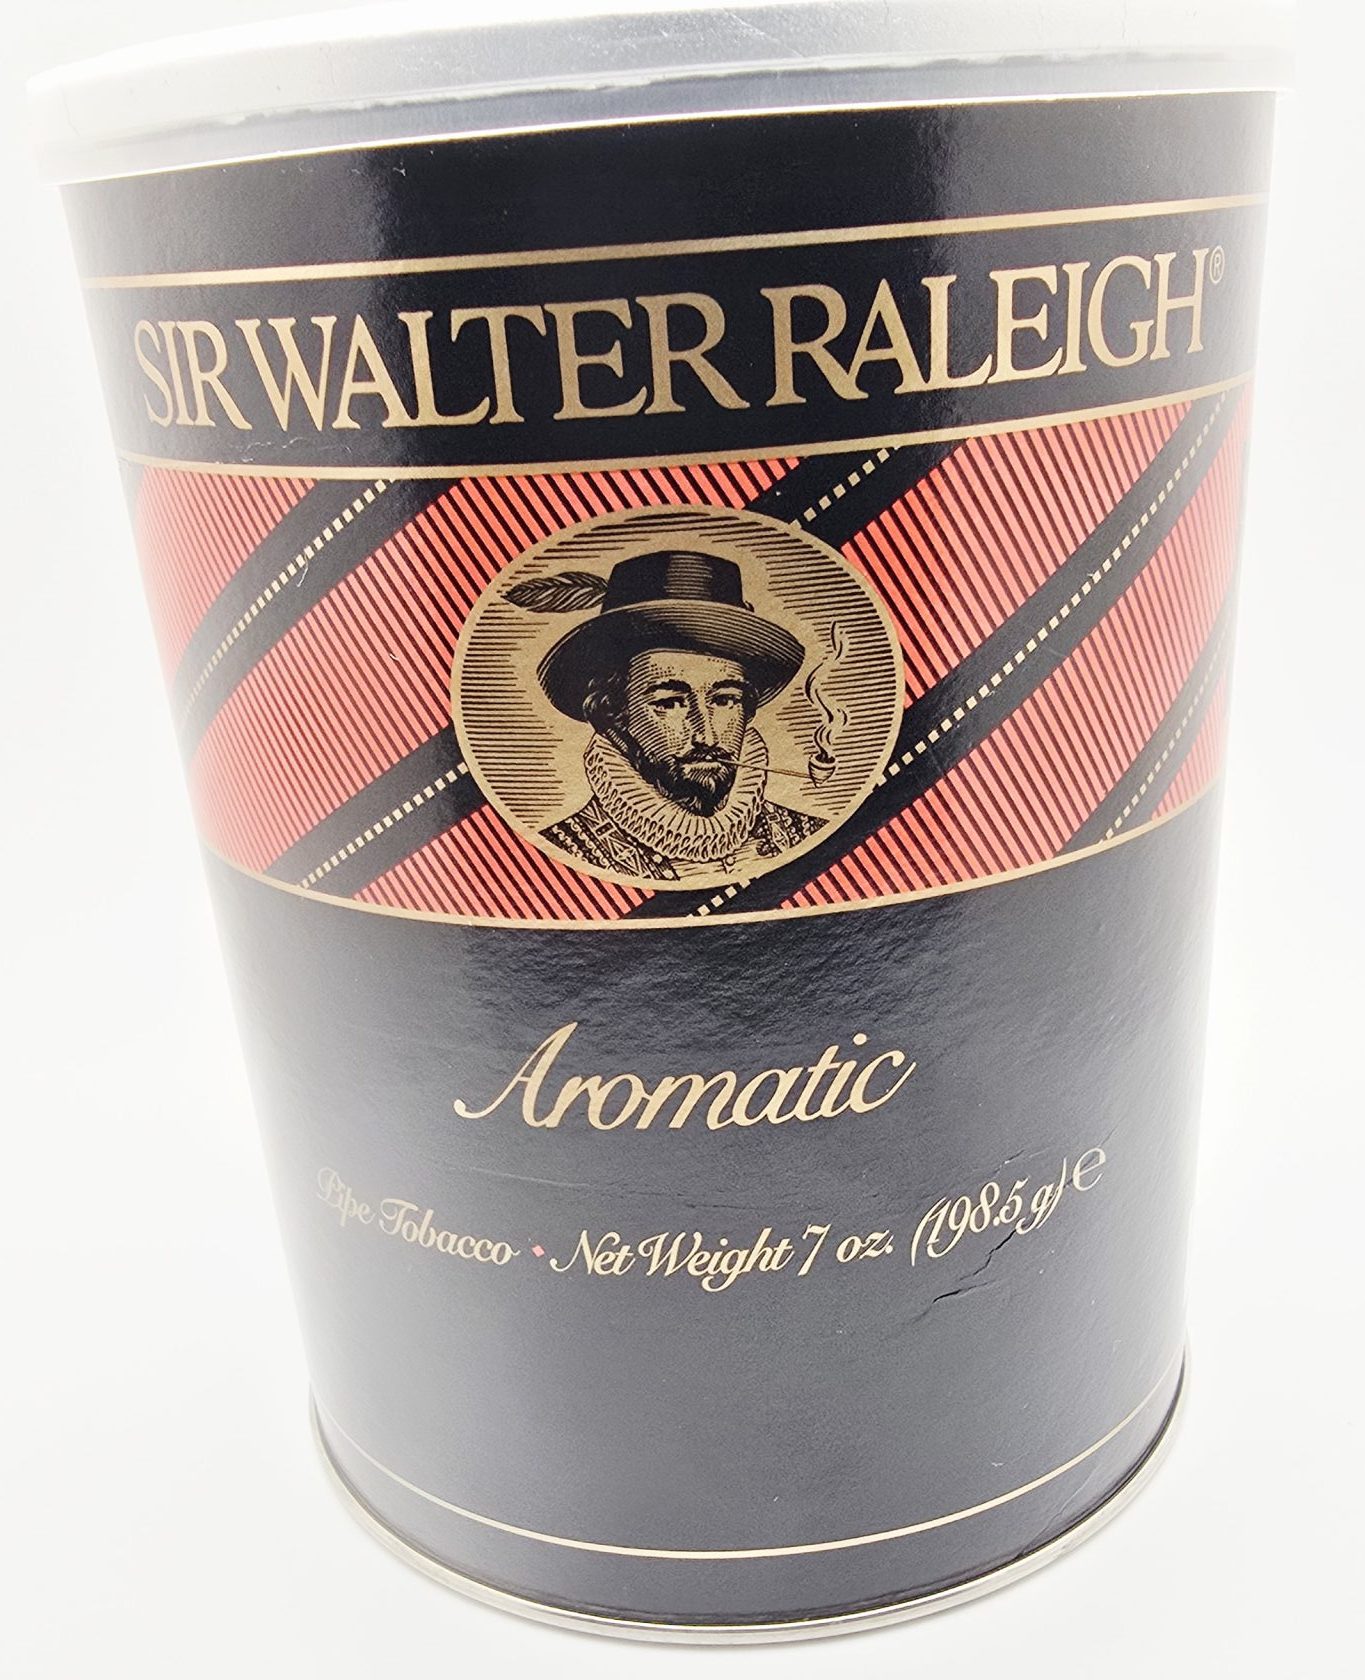 SIR WALTER RALEIGH®
Aromatic
Pipe Tobacco · Net Weight 7 oz. (198.5 g) ℮